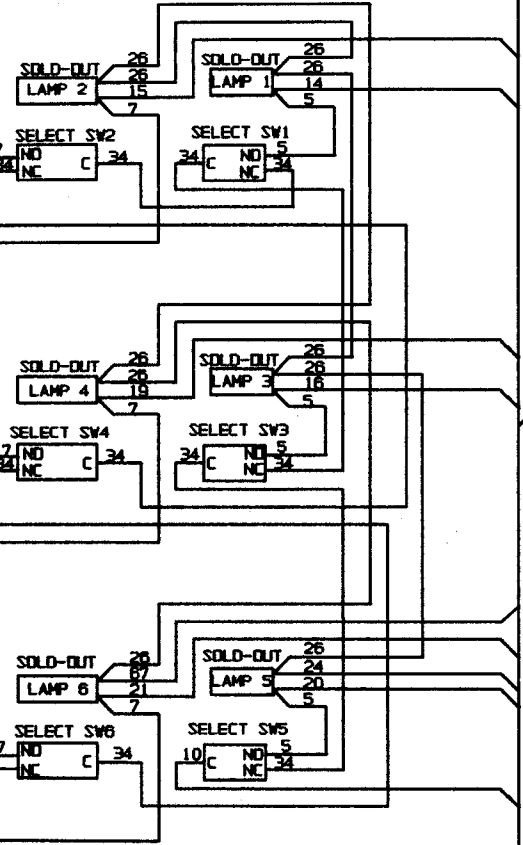 26
SOLD-OUT
26
LAMP 2
15
7
26
SOLD-OUT
26
LAMP 1
14
5
SELECT SW2
NO
34
NC
C
34
SELECT SW1
34
C
NO
5
NC
34
26
SOLD-OUT
26
LAMP 4
19
7
26
SOLD-OUT
26
LAMP 3
16
5
SELECT SW4
7
NO
34
NC
C
34
SELECT SW3
34
C
NO
5
NC
34
26
SOLD-OUT
67
LAMP 6
21
7
26
SOLD-OUT
24
LAMP 5
20
5
SELECT SW6
7
NO
NC
C
34
SELECT SW5
10
C
NO
5
NC
34